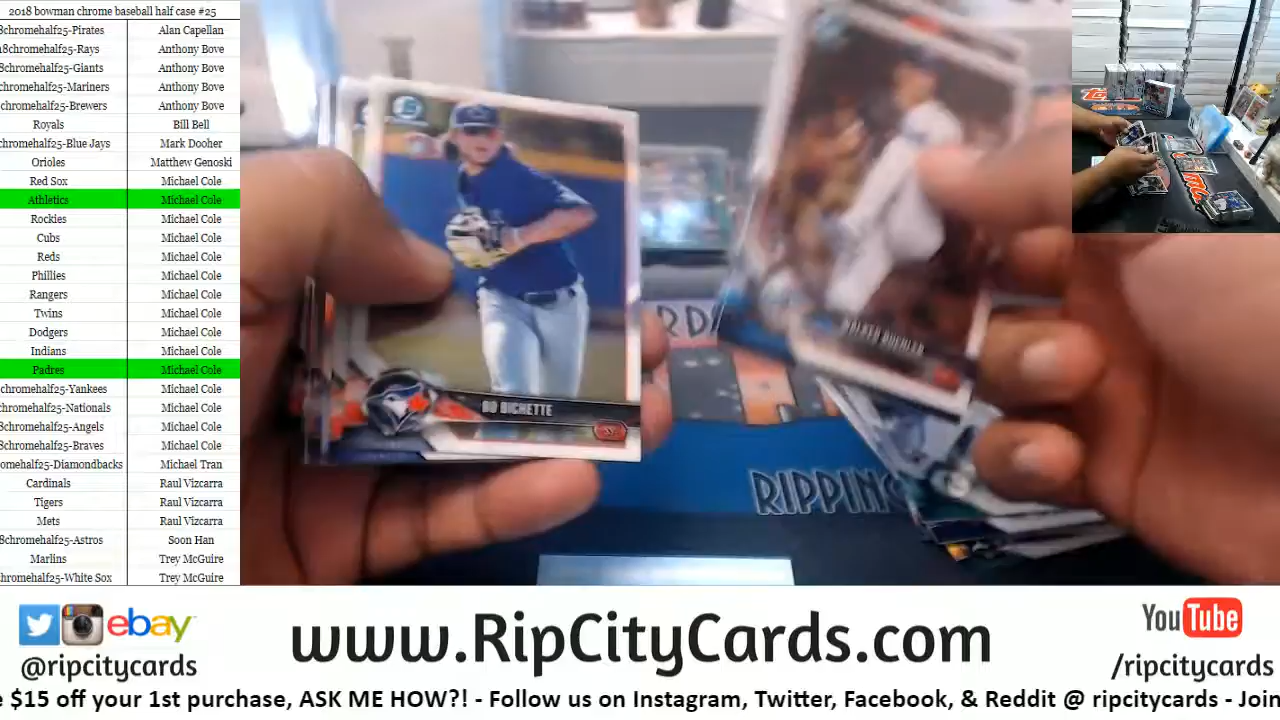 2018 bowman chrome baseball half case #25
8chromehalf25-Pirates Alan Capellan
8chromehalf25-Rays Anthony Bove
8chromehalf25-Giants Anthony Bove
chromehalf25-Mariners Anthony Bove
chromehalf25-Brewers Anthony Bove
Royals Bill Bell
chromehalf25-Blue Jays Mark Dooher
Orioles Matthew Genoski
Red Sox Michael Cole
Athletics Michael Cole
Rockies Michael Cole
Cubs Michael Cole
Reds Michael Cole
Phillies Michael Cole
Rangers Michael Cole
Twins Michael Cole
Dodgers Michael Cole
Indians Michael Cole
Padres Michael Cole
chromehalf25-Yankees Michael Cole
chromehalf25-Nationals Michael Cole
8chromehalf25-Angels Michael Cole
8chromehalf25-Braves Michael Cole
omehalf25-Diamondbacks Michael Tran
Cardinals Raul Vizcarra
Tigers Raul Vizcarra
Mets Raul Vizcarra
8chromehalf25-Astros Soon Han
Marlins Trey McGuire
hromehalf25-White Sox Trey McGuire
BO BICHETTE
WALKER BUEHLER
RIPPING
ebay
@ripcitycards
www.RipCityCards.com
YouTube
/ripcitycards
e $15 off your 1st purchase, ASK ME HOW?! - Follow us on Instagram, Twitter, Facebook, & Reddit @ ripcitycards - Join